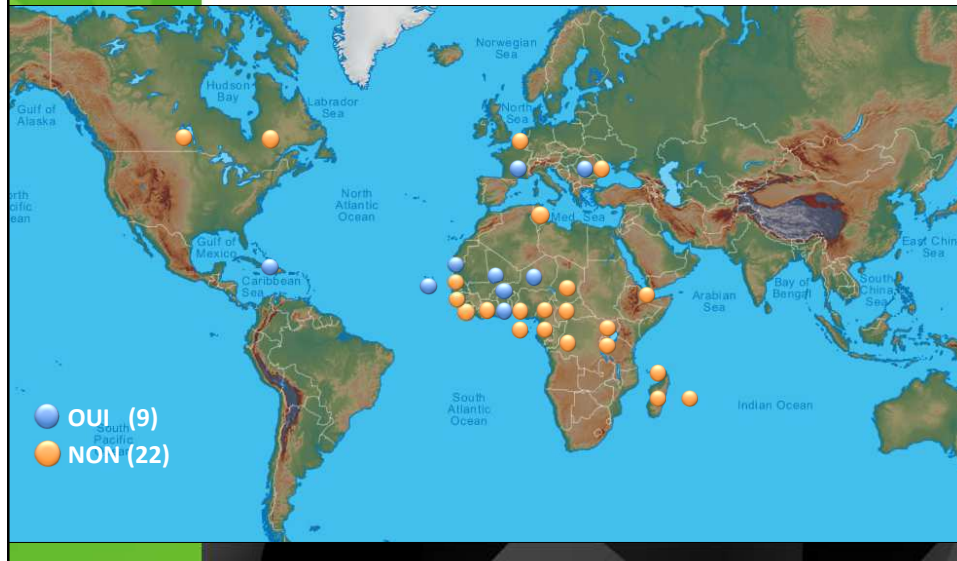 Norwegian
Sea
Hudson
Bay
Labrador
Sea
Gulf of
Alaska
North
Sea
North
Atlantic
Ocean
Med. Sea
Gulf of
Mexico
Caribbean
Sea
East China
Sea
Arabian
Sea
Bay of
Bengal
South
China
Sea
South
Atlantic
Ocean
Indian Ocean
South
Pacific
OUI (9)
NON (22)